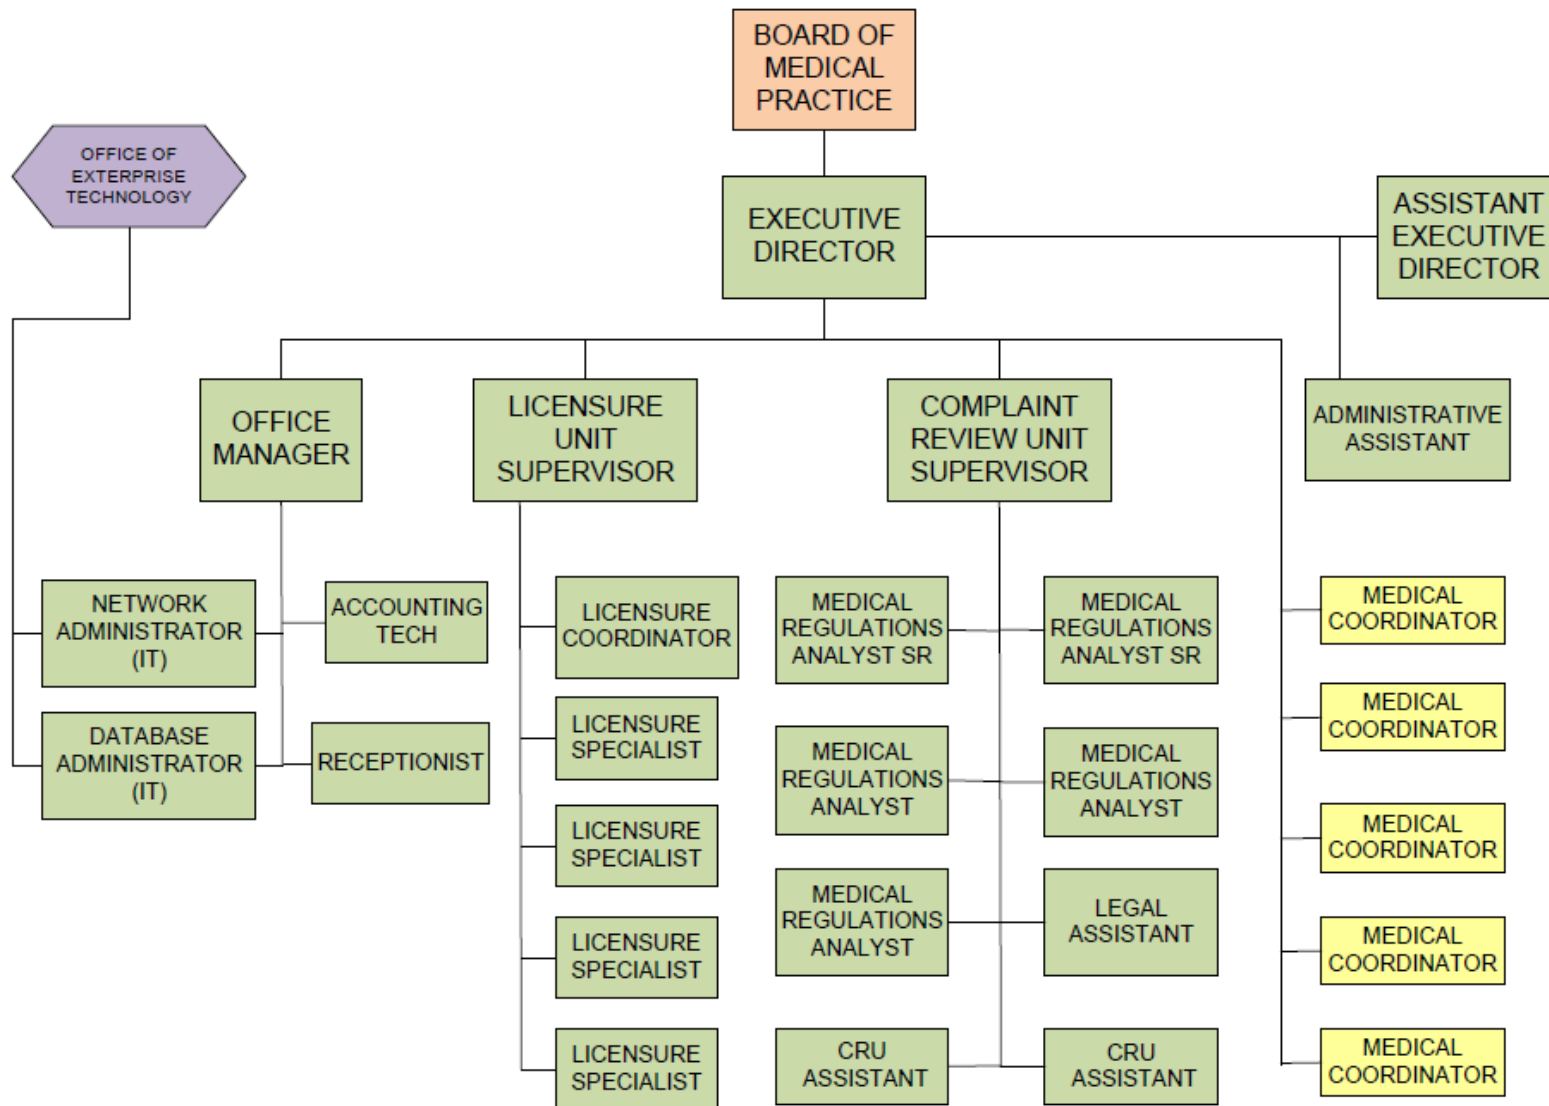 BOARD OF
MEDICAL
PRACTICE
OFFICE OF
EXTERPRISE
TECHNOLOGY
EXECUTIVE
DIRECTOR
ASSISTANT
EXECUTIVE
DIRECTOR
OFFICE
MANAGER
LICENSURE
UNIT
SUPERVISOR
COMPLAINT
REVIEW UNIT
SUPERVISOR
ADMINISTRATIVE
ASSISTANT
NETWORK
ADMINISTRATOR
(IT)
ACCOUNTING
TECH
DATABASE
ADMINISTRATOR
(IT)
RECEPTIONIST
LICENSURE
COORDINATOR
LICENSURE
SPECIALIST
LICENSURE
SPECIALIST
LICENSURE
SPECIALIST
LICENSURE
SPECIALIST
MEDICAL
REGULATIONS
ANALYST SR
MEDICAL
REGULATIONS
ANALYST SR
MEDICAL
REGULATIONS
ANALYST
MEDICAL
REGULATIONS
ANALYST
MEDICAL
REGULATIONS
ANALYST
LEGAL
ASSISTANT
CRU
ASSISTANT
CRU
ASSISTANT
MEDICAL
COORDINATOR
MEDICAL
COORDINATOR
MEDICAL
COORDINATOR
MEDICAL
COORDINATOR
MEDICAL
COORDINATOR